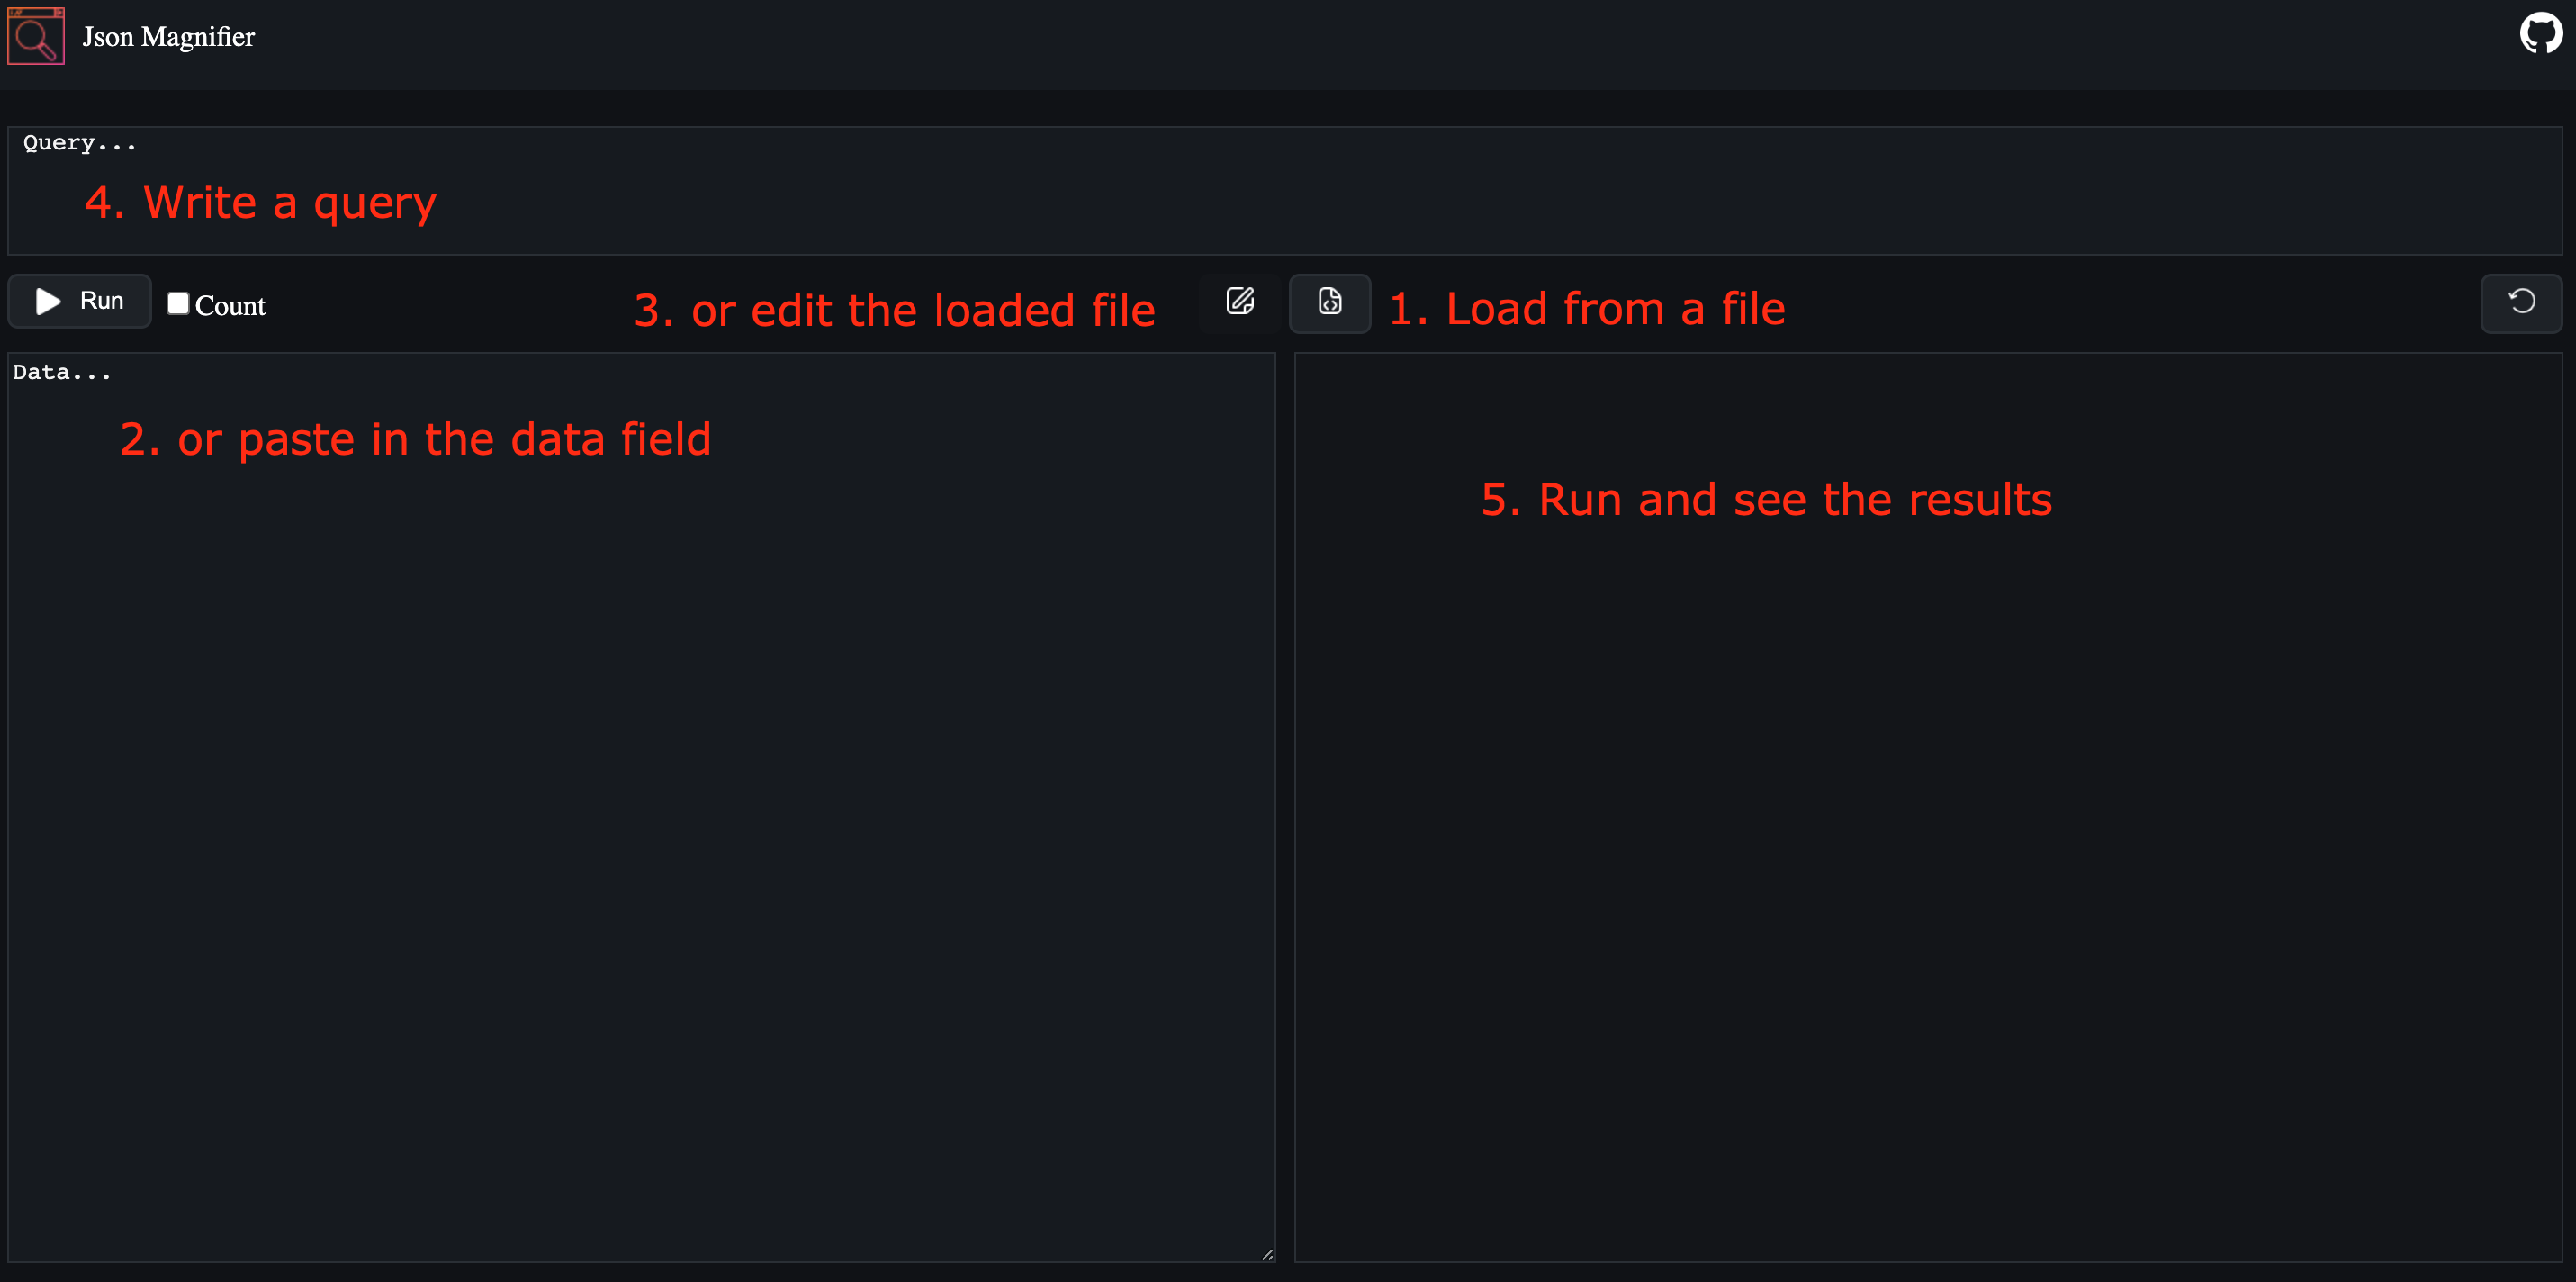 Json Magnifier
Query...
4. Write a query
Run
Count
3. or edit the loaded file
1. Load from a file
Data...
2. or paste in the data field
5. Run and see the results